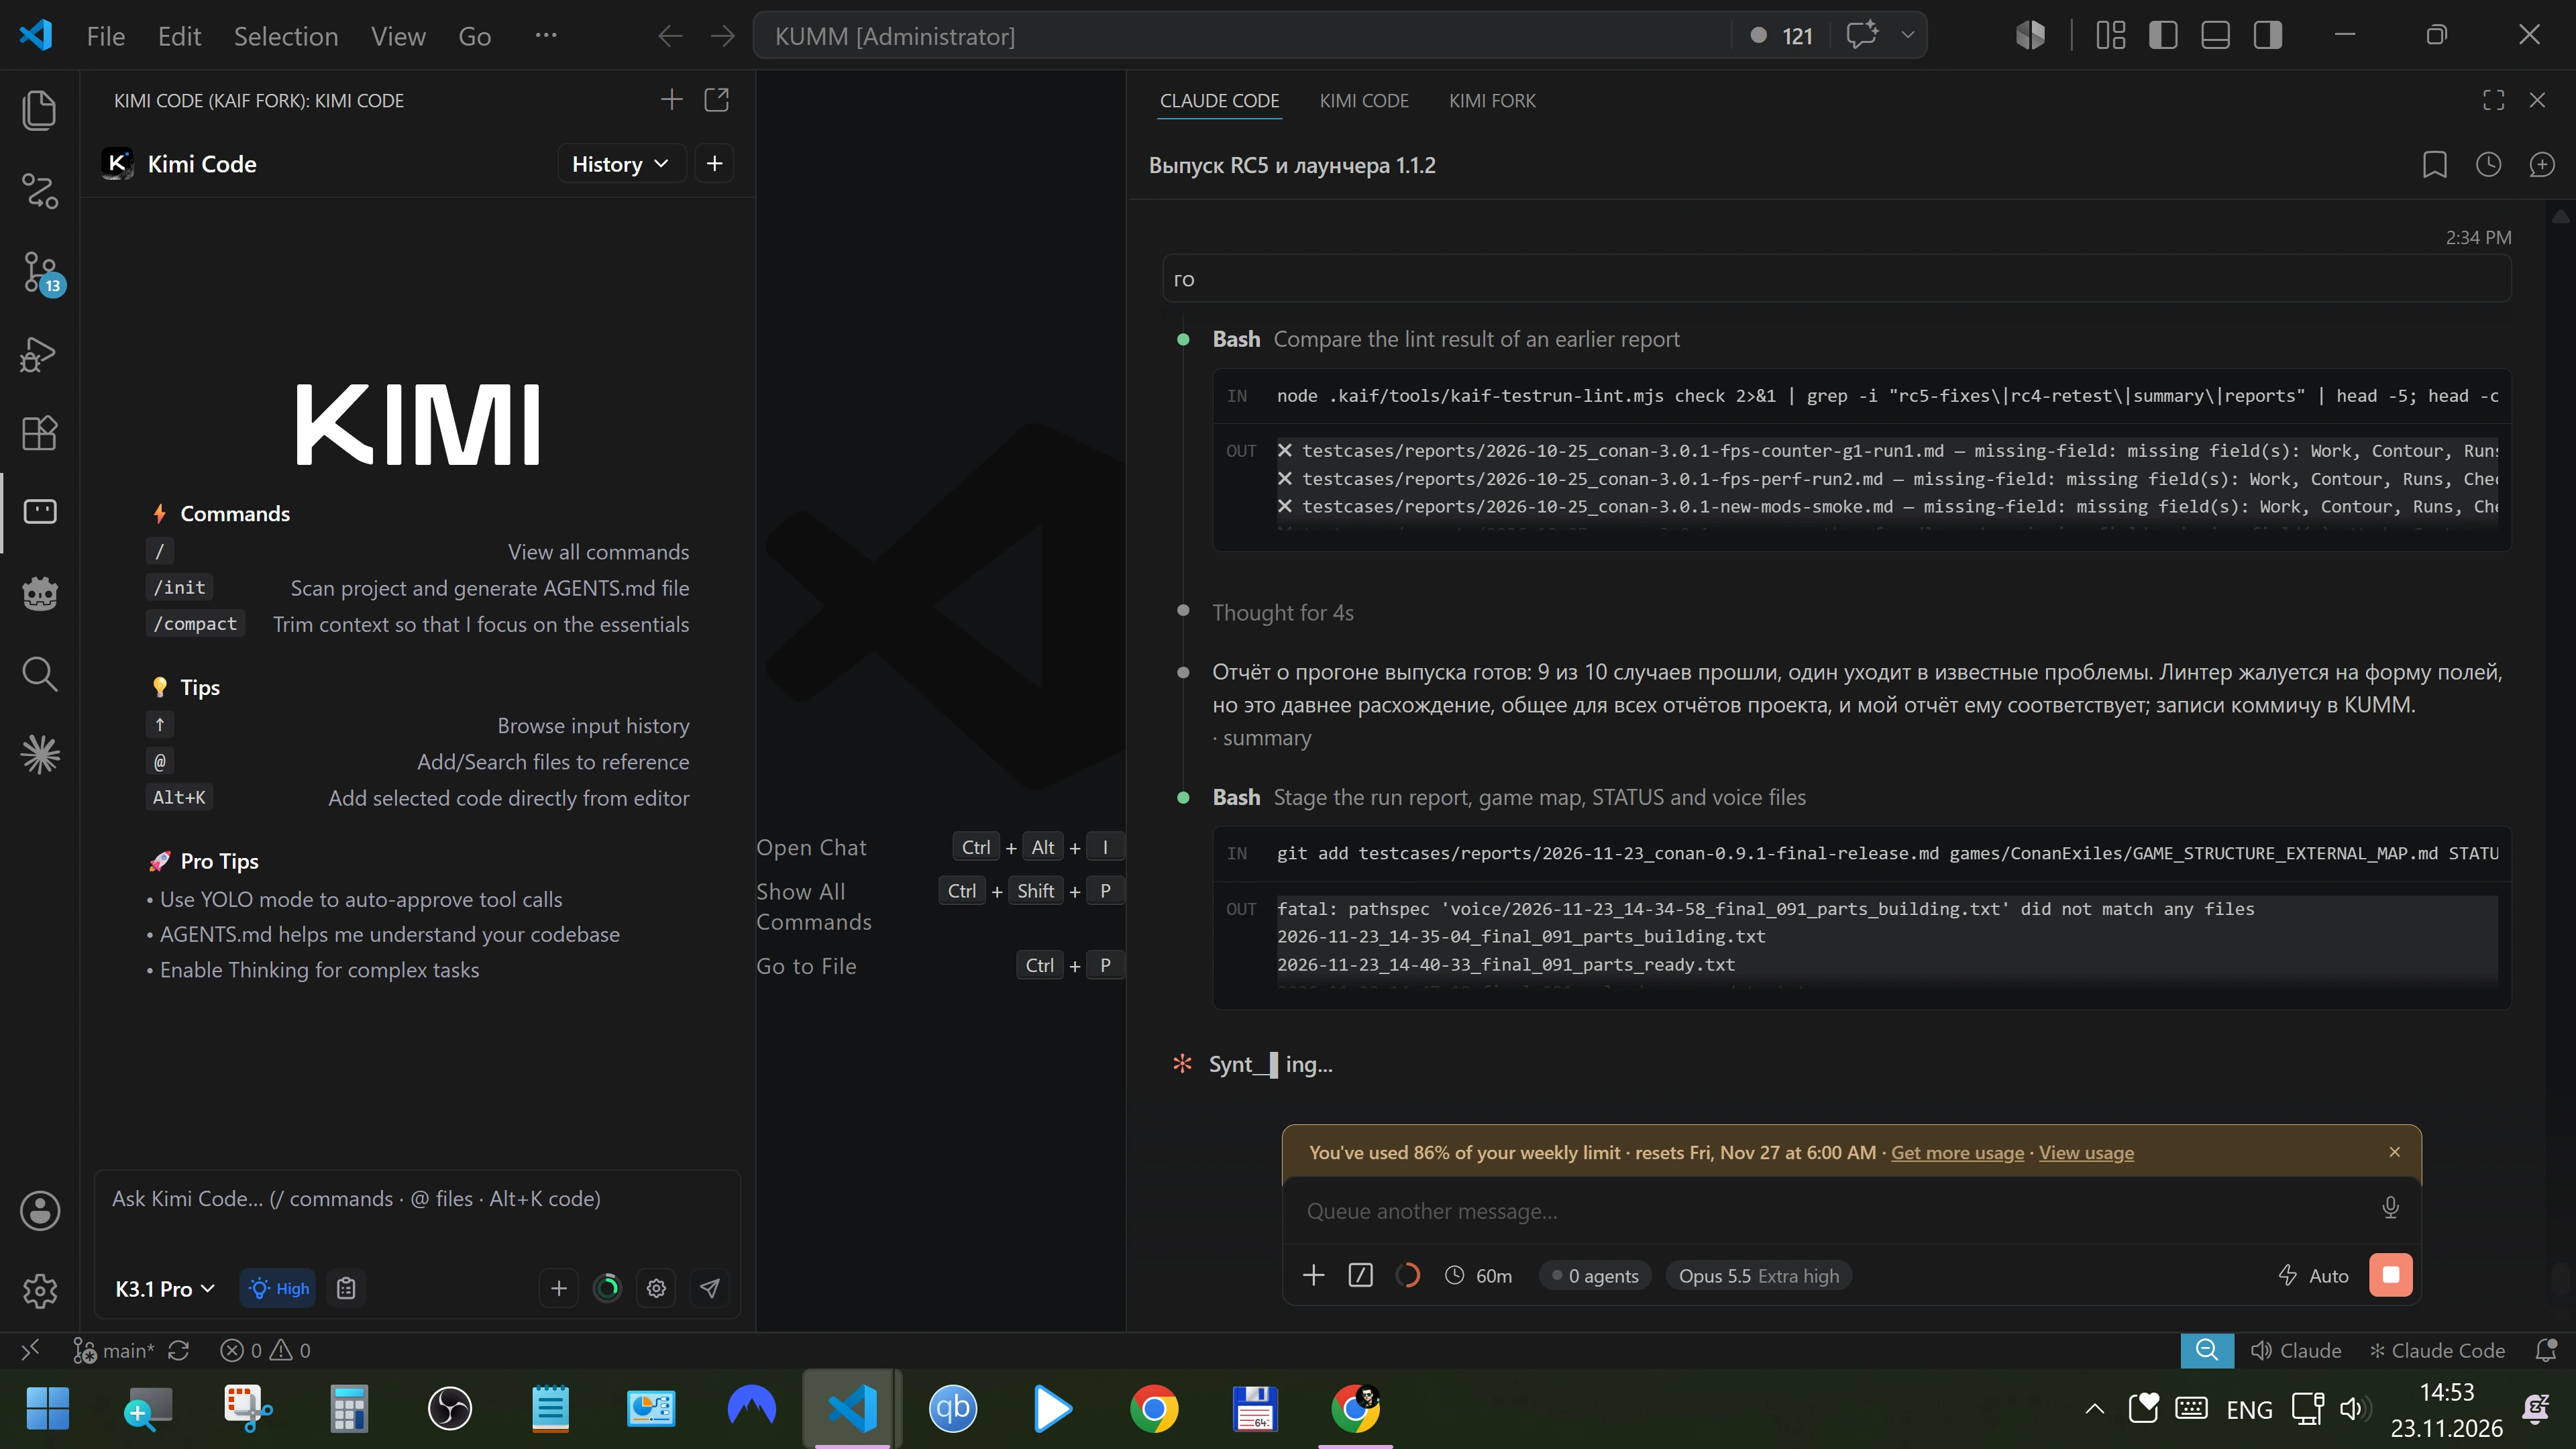 File Edit Selection View Go ···
KUMM [Administrator]
121
KIMI CODE (KAIF FORK): KIMI CODE
Kimi Code
History
13
KIMI
Commands
/ View all commands
/init Scan project and generate AGENTS.md file
/compact Trim context so that I focus on the essentials
Tips
↑ Browse input history
@ Add/Search files to reference
Alt+K Add selected code directly from editor
Pro Tips
• Use YOLO mode to auto-approve tool calls
• AGENTS.md helps me understand your codebase
• Enable Thinking for complex tasks
Ask Kimi Code... (/ commands · @ files · Alt+K code)
K3.1 Pro
High
Open Chat Ctrl + Alt + I
Show All Commands Ctrl + Shift + P
Go to File Ctrl + P
CLAUDE CODE KIMI CODE KIMI FORK
Выпуск RC5 и лаунчера 1.1.2
2:34 PM
го
Bash Compare the lint result of an earlier report
IN node .kaif/tools/kaif-testrun-lint.mjs check 2>&1 | grep -i "rc5-fixes\|rc4-retest\|summary\|reports" | head -5; head -c
OUT ❌ testcases/reports/2026-10-25_conan-3.0.1-fps-counter-g1-run1.md — missing-field: missing field(s): Work, Contour, Runs
❌ testcases/reports/2026-10-25_conan-3.0.1-fps-perf-run2.md — missing-field: missing field(s): Work, Contour, Runs, Chec
❌ testcases/reports/2026-10-25_conan-3.0.1-new-mods-smoke.md — missing-field: missing field(s): Work, Contour, Runs, Che
Thought for 4s
Отчёт о прогоне выпуска готов: 9 из 10 случаев прошли, один уходит в известные проблемы. Линтер жалуется на форму полей,
но это давнее расхождение, общее для всех отчётов проекта, и мой отчёт ему соответствует; записи коммичу в KUMM.
· summary
Bash Stage the run report, game map, STATUS and voice files
IN git add testcases/reports/2026-11-23_conan-0.9.1-final-release.md games/ConanExiles/GAME_STRUCTURE_EXTERNAL_MAP.md STATU
OUT fatal: pathspec 'voice/2026-11-23_14-34-58_final_091_parts_building.txt' did not match any files
2026-11-23_14-35-04_final_091_parts_building.txt
2026-11-23_14-40-33_final_091_parts_ready.txt
Synt_▌ing...
You've used 86% of your weekly limit · resets Fri, Nov 27 at 6:00 AM · Get more usage · View usage
Queue another message...
60m
0 agents
Opus 5.5 Extra high
Auto
main*
0 0
Claude
Claude Code
qb
64:
ENG
14:53
23.11.2026